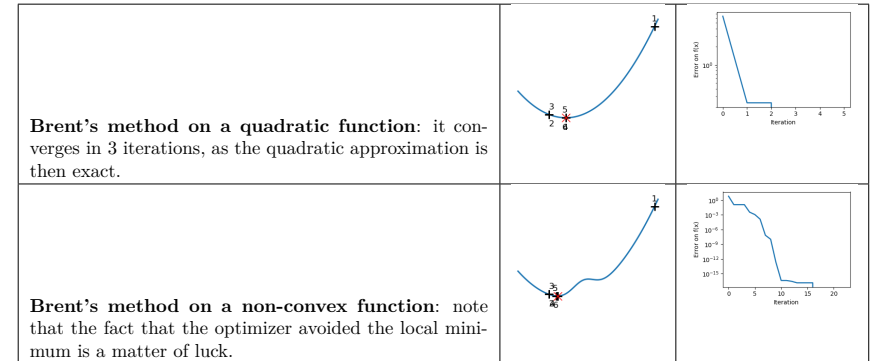 Brent's method on a quadratic function: it con-
verges in 3 iterations, as the quadratic approximation is
then exact.
1
3
2
5
6
Error on f(x)
10⁰
0 1 2 3 4 5
Iteration
Brent's method on a non-convex function: note
that the fact that the optimizer avoided the local mini-
mum is a matter of luck.
1
3
5
6
Error on f(x)
10⁰
10⁻³
10⁻⁶
10⁻⁹
10⁻¹²
10⁻¹⁵
0 5 10 15 20
Iteration